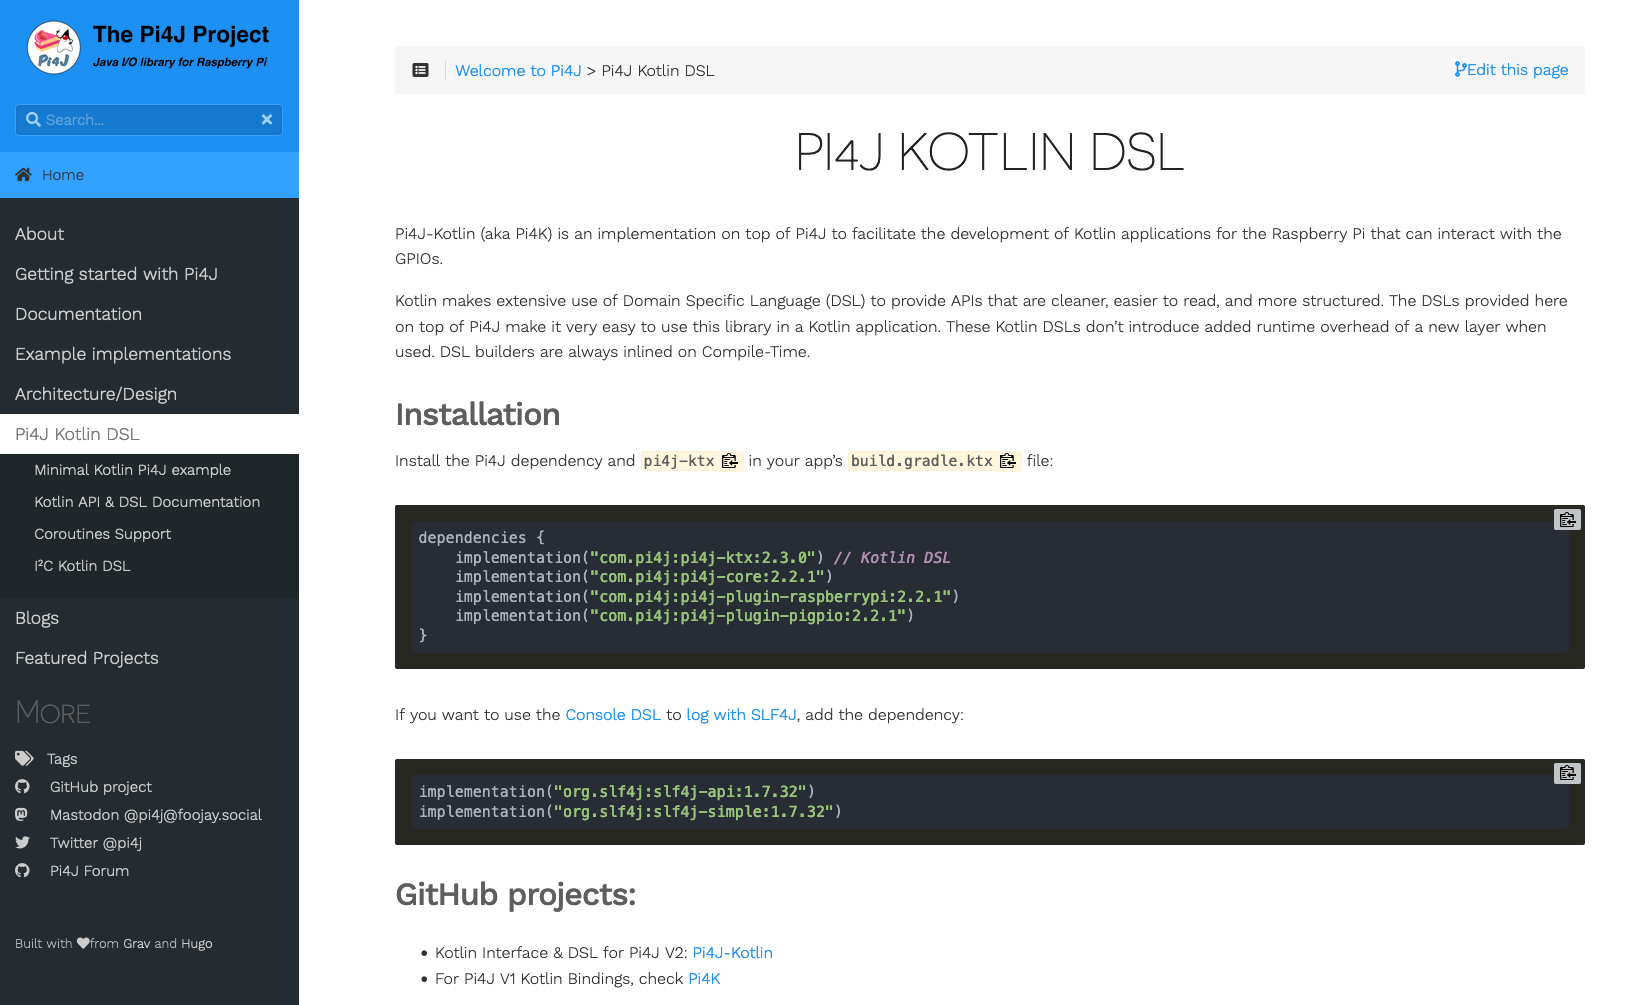 The Pi4J Project
Java I/O library for Raspberry Pi
Pi4J
Search...
Home
About
Getting started with Pi4J
Documentation
Example implementations
Architecture/Design
Pi4J Kotlin DSL
Minimal Kotlin Pi4J example
Kotlin API & DSL Documentation
Coroutines Support
I²C Kotlin DSL
Blogs
Featured Projects
More
Tags
GitHub project
Mastodon @pi4j@foojay.social
Twitter @pi4j
Pi4J Forum
Built with from Grav and Hugo
Welcome to Pi4J > Pi4J Kotlin DSL
Edit this page
PI4J KOTLIN DSL
Pi4J-Kotlin (aka Pi4K) is an implementation on top of Pi4J to facilitate the development of Kotlin applications for the Raspberry Pi that can interact with the
GPIOs.
Kotlin makes extensive use of Domain Specific Language (DSL) to provide APIs that are cleaner, easier to read, and more structured. The DSLs provided here
on top of Pi4J make it very easy to use this library in a Kotlin application. These Kotlin DSLs don’t introduce added runtime overhead of a new layer when
used. DSL builders are always inlined on Compile-Time.
Installation
Install the Pi4J dependency and pi4j-ktx in your app’s build.gradle.ktx file:
dependencies {
    implementation("com.pi4j:pi4j-ktx:2.3.0") // Kotlin DSL
    implementation("com.pi4j:pi4j-core:2.2.1")
    implementation("com.pi4j:pi4j-plugin-raspberrypi:2.2.1")
    implementation("com.pi4j:pi4j-plugin-pigpio:2.2.1")
}
If you want to use the Console DSL to log with SLF4J, add the dependency:
implementation("org.slf4j:slf4j-api:1.7.32")
implementation("org.slf4j:slf4j-simple:1.7.32")
GitHub projects:
• Kotlin Interface & DSL for Pi4J V2: Pi4J-Kotlin
• For Pi4J V1 Kotlin Bindings, check Pi4K